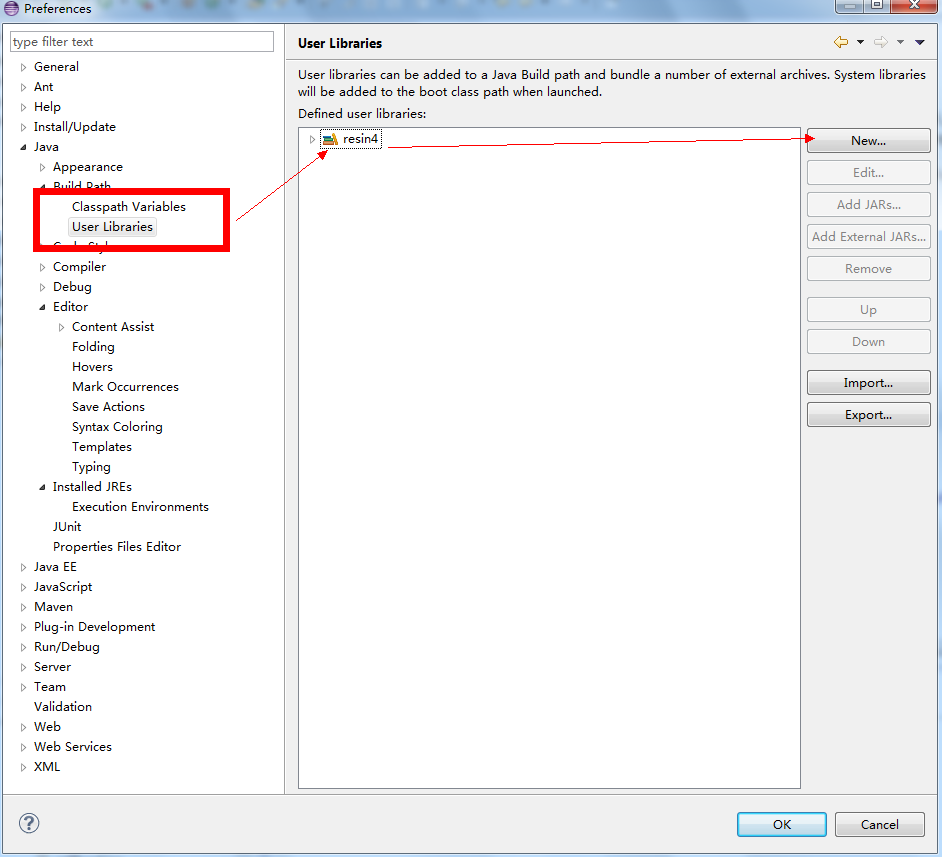 Preferences
type filter text
General
Ant
Help
Install/Update
Java
Appearance
Build Path
Classpath Variables
User Libraries
Code Style
Compiler
Debug
Editor
Content Assist
Folding
Hovers
Mark Occurrences
Save Actions
Syntax Coloring
Templates
Typing
Installed JREs
Execution Environments
JUnit
Properties Files Editor
Java EE
JavaScript
Maven
Plug-in Development
Run/Debug
Server
Team
Validation
Web
Web Services
XML
User Libraries
User libraries can be added to a Java Build path and bundle a number of external archives. System libraries
will be added to the boot class path when launched.
Defined user libraries:
resin4
New...
Edit...
Add JARs...
Add External JARs...
Remove
Up
Down
Import...
Export...
?
OK
Cancel